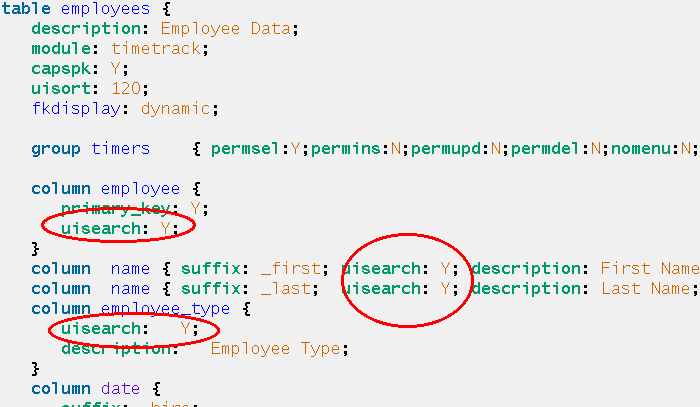 table employees {
description: Employee Data;
module: timetrack;
capspk: Y;
uisort: 120;
fkdisplay: dynamic;
group timers { permsel:Y;permins:N;permupd:N;permdel:N;nomenu:N;
column employee {
primary_key: Y;
uisearch: Y;
}
column name { suffix: _first; uisearch: Y; description: First Name
column name { suffix: _last; uisearch: Y; description: Last Name;
column employee_type {
uisearch: Y;
description: Employee Type;
}
column date {
suffix: hire;